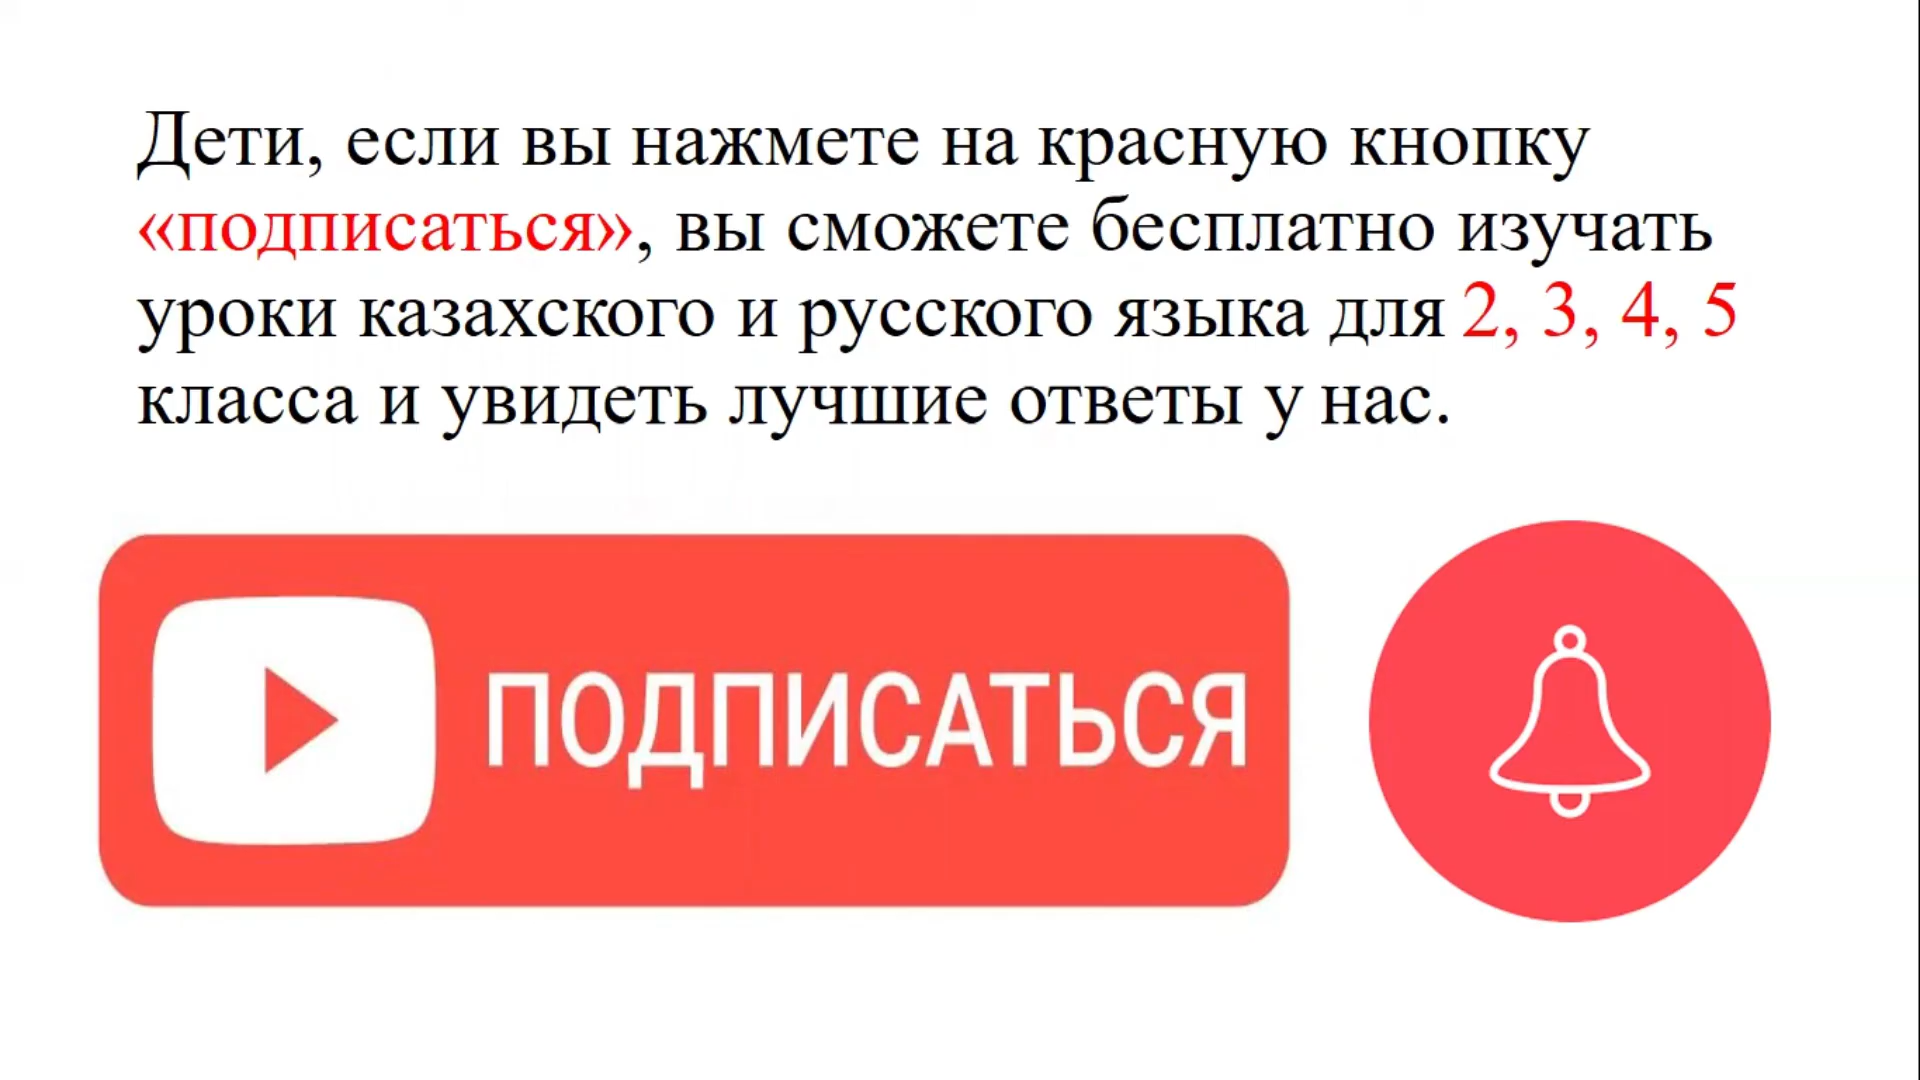 Дети, если вы нажмете на красную кнопку
«подписаться», вы сможете бесплатно изучать
уроки казахского и русского языка для 2, 3, 4, 5
класса и увидеть лучшие ответы у нас.
ПОДПИСАТЬСЯ